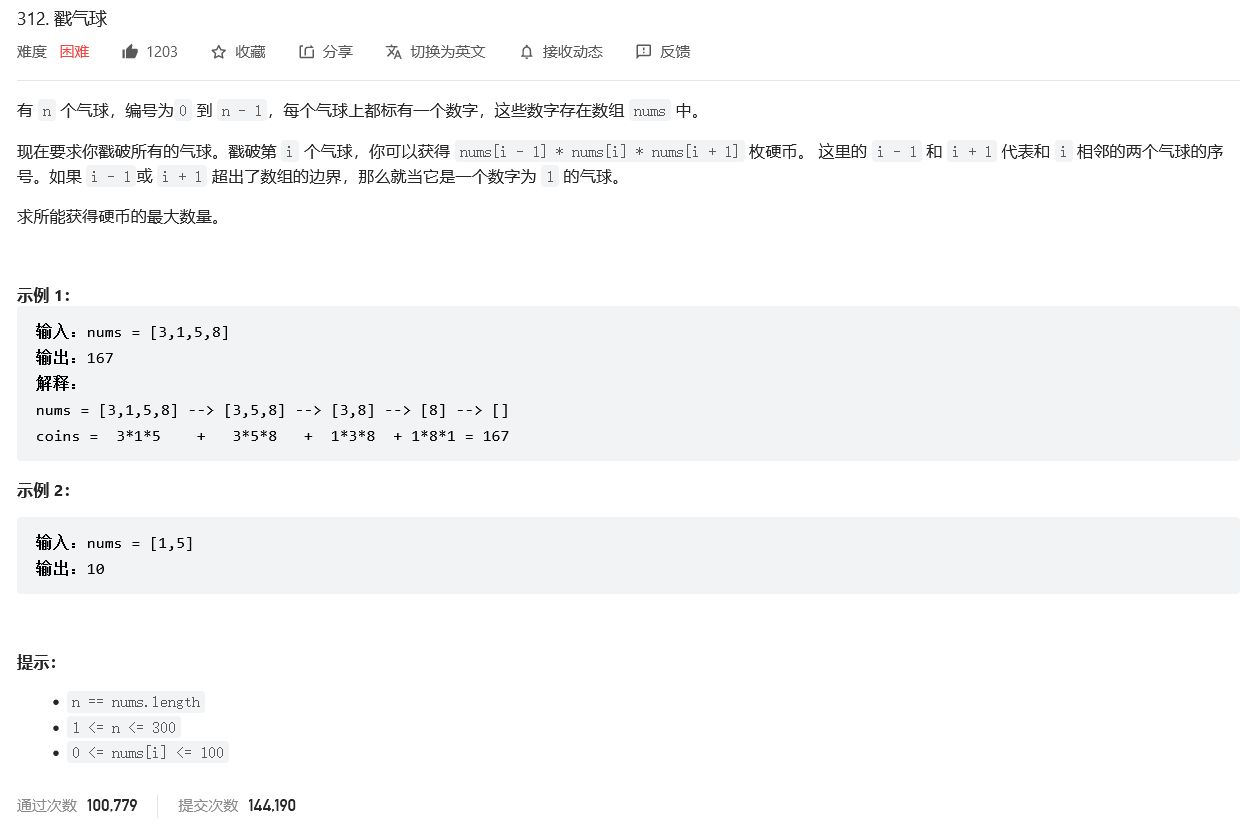 312. 戳气球
难度 困难 1203 收藏 分享 切换为英文 接收动态 反馈
有 n 个气球，编号为0 到 n - 1，每个气球上都标有一个数字，这些数字存在数组 nums 中。
现在要求你戳破所有的气球。戳破第 i 个气球，你可以获得 nums[i - 1] * nums[i] * nums[i + 1] 枚硬币。 这里的 i - 1 和 i + 1 代表和 i 相邻的两个气球的序
号。如果 i - 1或 i + 1 超出了数组的边界，那么就当它是一个数字为 1 的气球。
求所能获得硬币的最大数量。
示例 1：
输入：nums = [3,1,5,8]
输出：167
解释：
nums = [3,1,5,8] --> [3,5,8] --> [3,8] --> [8] --> []
coins =  3*1*5    +   3*5*8   +  1*3*8  + 1*8*1 = 167
示例 2：
输入：nums = [1,5]
输出：10
提示：
• n == nums.length
• 1 <= n <= 300
• 0 <= nums[i] <= 100
通过次数 100,779 提交次数 144,190